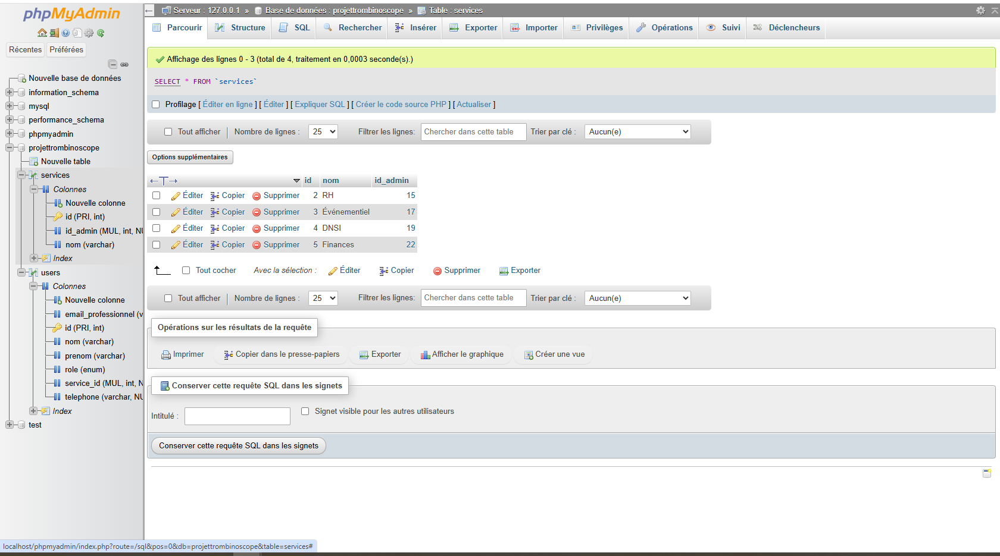 phpMyAdmin
Récentes Préférées
Nouvelle base de données
information_schema
mysql
performance_schema
phpmyadmin
projettrombinoscope
Nouvelle table
services
Colonnes
Nouvelle colonne
id (PRI, int)
id_admin (MUL, int, NU
nom (varchar)
Index
users
Colonnes
Nouvelle colonne
email_professionnel (v
id (PRI, int)
nom (varchar)
prenom (varchar)
role (enum)
service_id (MUL, int, N
telephone (varchar, NU
Index
test
Serveur : 127.0.0.1 » Base de données : projettrombinoscope » Table : services
Parcourir Structure SQL Rechercher Insérer Exporter Importer Privilèges Opérations Suivi Déclencheurs
Affichage des lignes 0 - 3 (total de 4, traitement en 0,0003 seconde(s).)
SELECT * FROM `services`
Profilage [ Éditer en ligne ] [ Éditer ] [ Expliquer SQL ] [ Créer le code source PHP ] [ Actualiser ]
Tout afficher Nombre de lignes : 25 Filtrer les lignes: Chercher dans cette table Trier par clé : Aucun(e)
Options supplémentaires
←T→ id nom id_admin
Éditer Copier Supprimer 2 RH 15
Éditer Copier Supprimer 3 Événementiel 17
Éditer Copier Supprimer 4 DNSI 19
Éditer Copier Supprimer 5 Finances 22
Tout cocher Avec la sélection : Éditer Copier Supprimer Exporter
Tout afficher Nombre de lignes : 25 Filtrer les lignes: Chercher dans cette table Trier par clé : Aucun(e)
Opérations sur les résultats de la requête
Imprimer Copier dans le presse-papiers Exporter Afficher le graphique Créer une vue
Conserver cette requête SQL dans les signets
Intitulé : Signet visible pour les autres utilisateurs
Conserver cette requête SQL dans les signets
localhost/phpmyadmin/index.php?route=/sql&pos=0&db=projettrombinoscope&table=services#